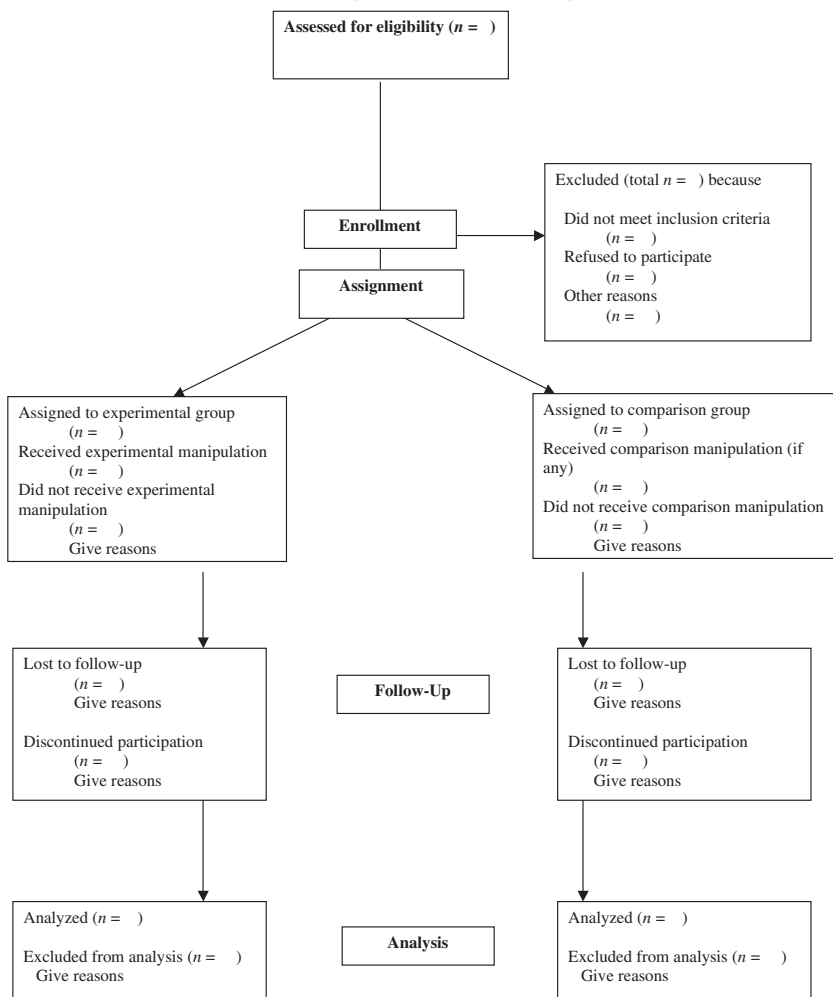 Assessed for eligibility (n = )
Enrollment
Excluded (total n = ) because
Did not meet inclusion criteria
(n = )
Refused to participate
(n = )
Other reasons
(n = )
Assignment
Assigned to experimental group
(n = )
Received experimental manipulation
(n = )
Did not receive experimental
manipulation
(n = )
Give reasons
Assigned to comparison group
(n = )
Received comparison manipulation (if
any)
(n = )
Did not receive comparison manipulation
(n = )
Give reasons
Lost to follow-up
(n = )
Give reasons
Discontinued participation
(n = )
Give reasons
Follow-Up
Lost to follow-up
(n = )
Give reasons
Discontinued participation
(n = )
Give reasons
Analyzed (n = )
Excluded from analysis (n = )
Give reasons
Analysis
Analyzed (n = )
Excluded from analysis (n = )
Give reasons